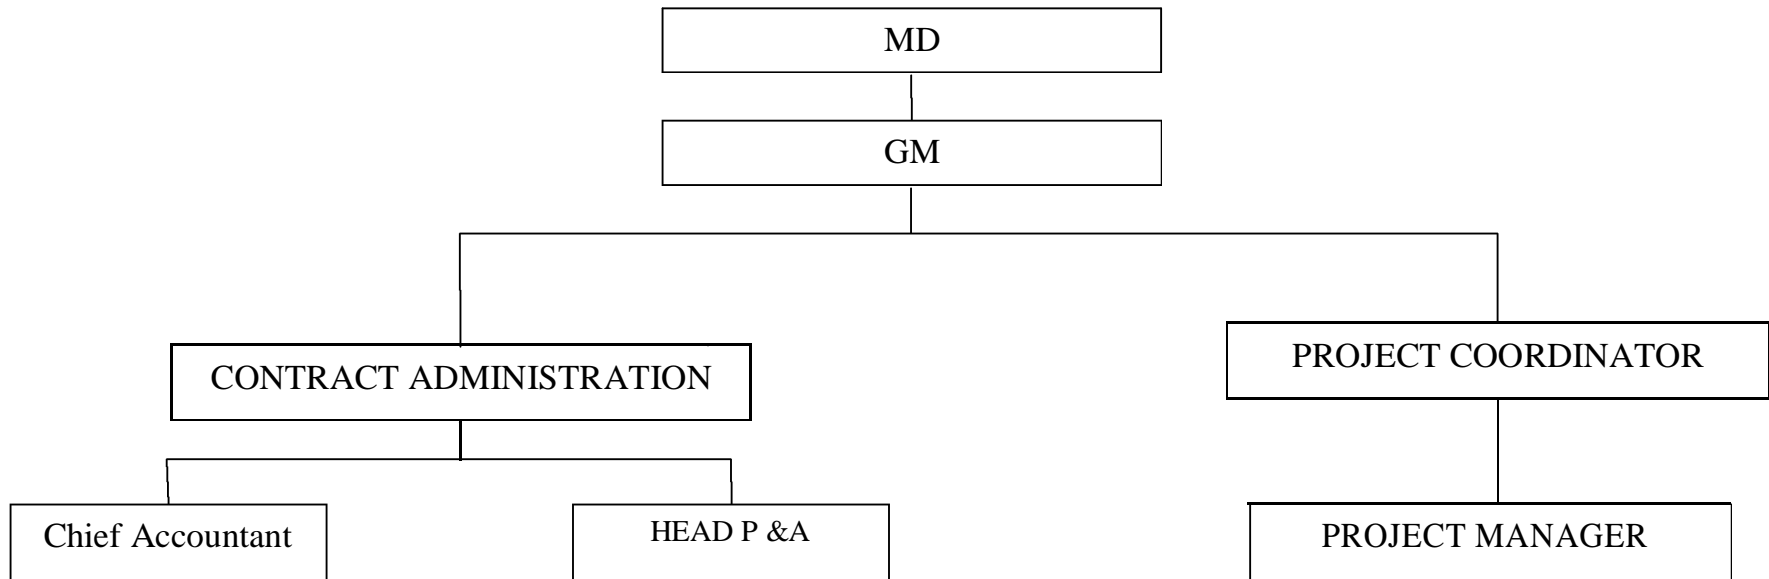 MD
GM
CONTRACT ADMINISTRATION
PROJECT COORDINATOR
Chief Accountant
HEAD P &A
PROJECT MANAGER